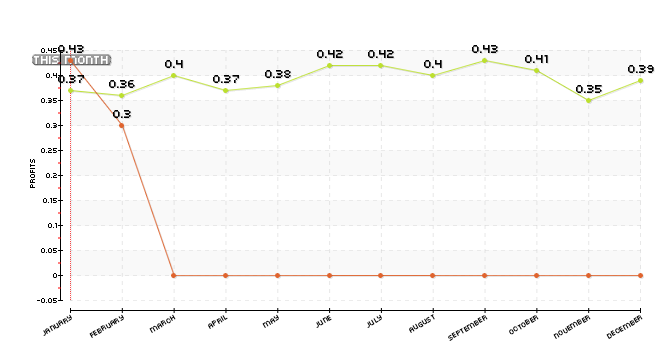 0.45
0.43
THIS MONTH
0.4
0.37
0.36
0.4
0.37
0.38
0.42
0.42
0.4
0.43
0.41
0.35
0.39
0.35
0.3
0.3
0.25
0.2
0.15
0.1
0.05
0
-0.05
PROFITS
JANUARY
FEBRUARY
MARCH
APRIL
MAY
JUNE
JULY
AUGUST
SEPTEMBER
OCTOBER
NOVEMBER
DECEMBER